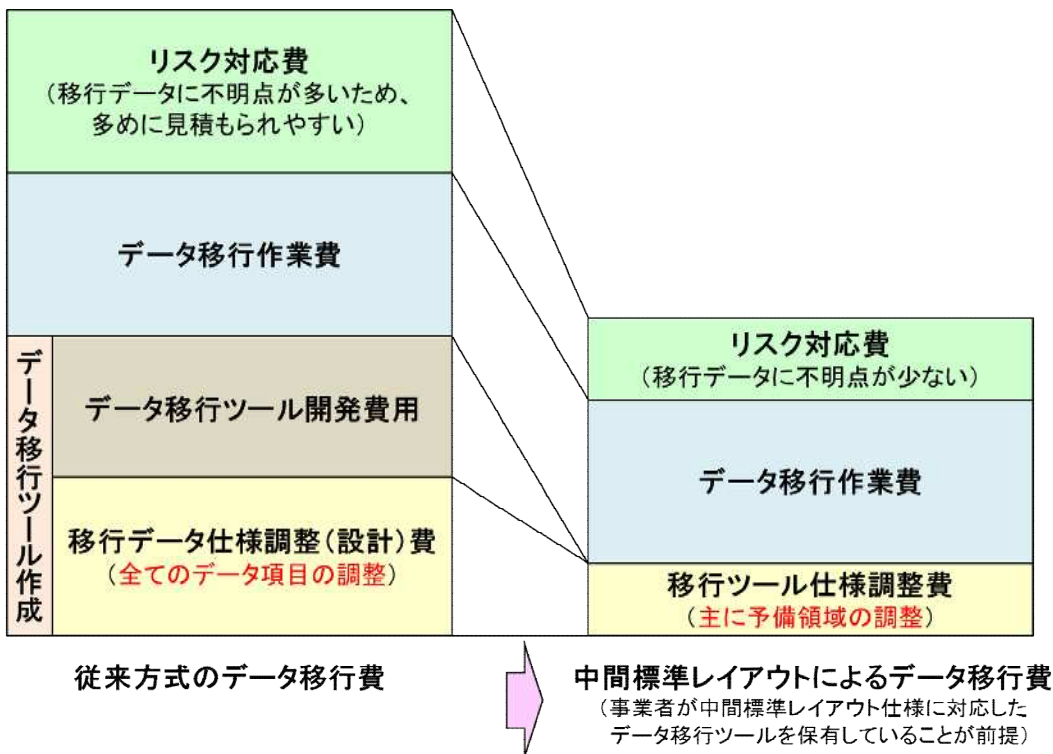 リスク対応費
（移行データに不明点が多いため、
多めに見積もられやすい）
データ移行作業費
データ移行ツール作成
データ移行ツール開発費用
移行データ仕様調整（設計）費
（全てのデータ項目の調整）
従来方式のデータ移行費
リスク対応費
（移行データに不明点が少ない）
データ移行作業費
移行ツール仕様調整費
（主に予備領域の調整）
中間標準レイアウトによるデータ移行費
（事業者が中間標準レイアウト仕様に対応した
データ移行ツールを保有していることが前提）